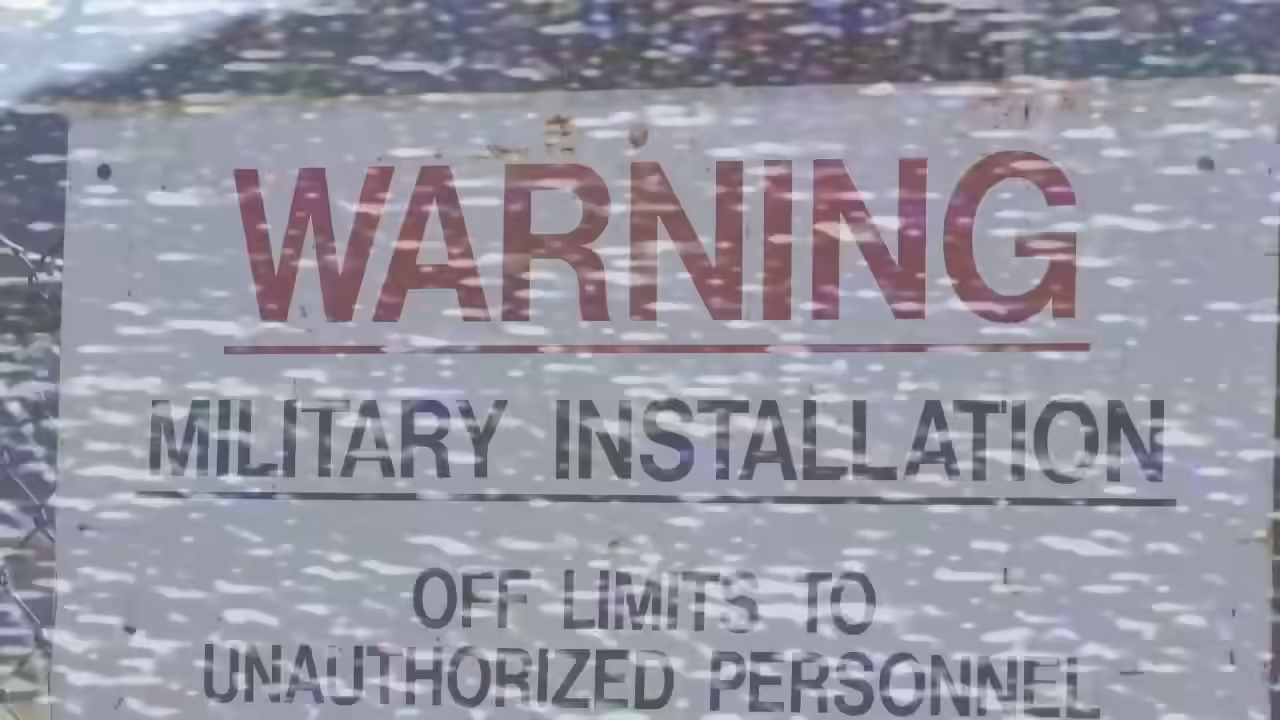 WARNING
MILITARY INSTALLATION
OFF LIMITS TO
UNAUTHORIZED PERSONNEL